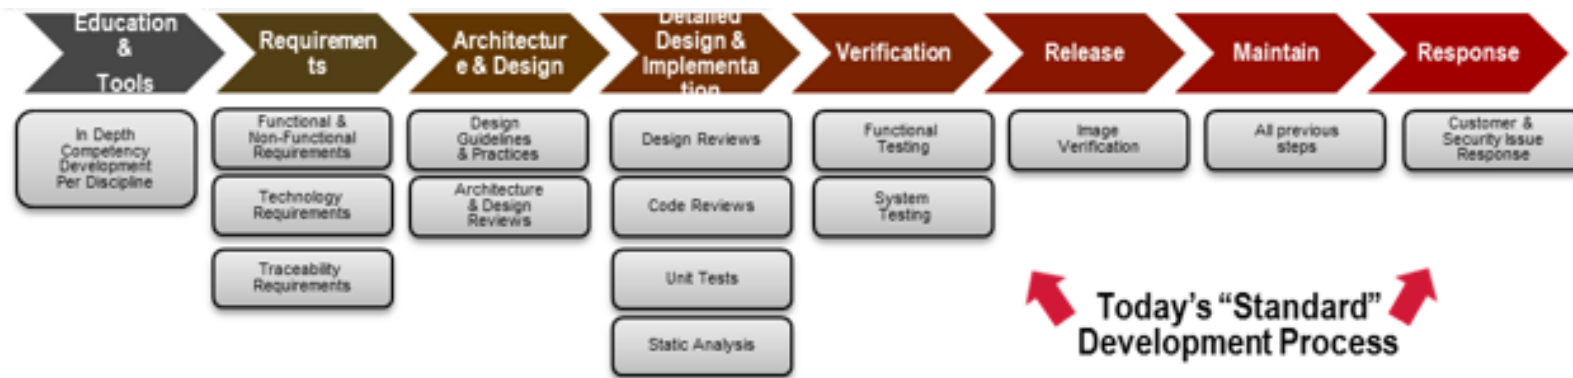 Education
&
Tools
Requiremen
ts
Architectur
e & Design
Detailed
Design &
Implementa
tion
Verification
Release
Maintain
Response
In Depth
Competency
Development
Per Discipline
Functional &
Non-Functional
Requirements
Technology
Requirements
Traceability
Requirements
Design
Guidelines
& Practices
Architecture
& Design
Reviews
Design Reviews
Code Reviews
Unit Tests
Static Analysis
Functional
Testing
System
Testing
Image
Verification
All previous
steps
Customer &
Security Issue
Response
Today's “Standard”
Development Process